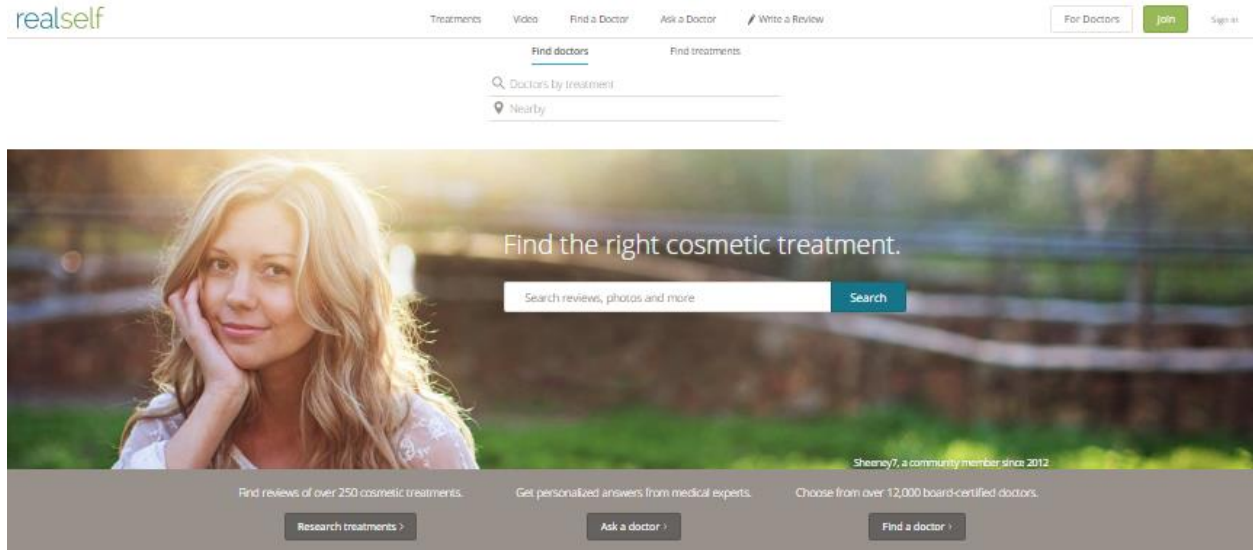 realself
Treatments Video Find a Doctor Ask a Doctor Write a Review For Doctors Join Sign in
Find doctors Find treatments
Doctors by treatment
Nearby
Find the right cosmetic treatment.
Search reviews, photos and more Search
Sheeney7, a community member since 2012
Find reviews of over 250 cosmetic treatments. Get personalized answers from medical experts. Choose from over 12,000 board-certified doctors.
Research treatments > Ask a doctor > Find a doctor >